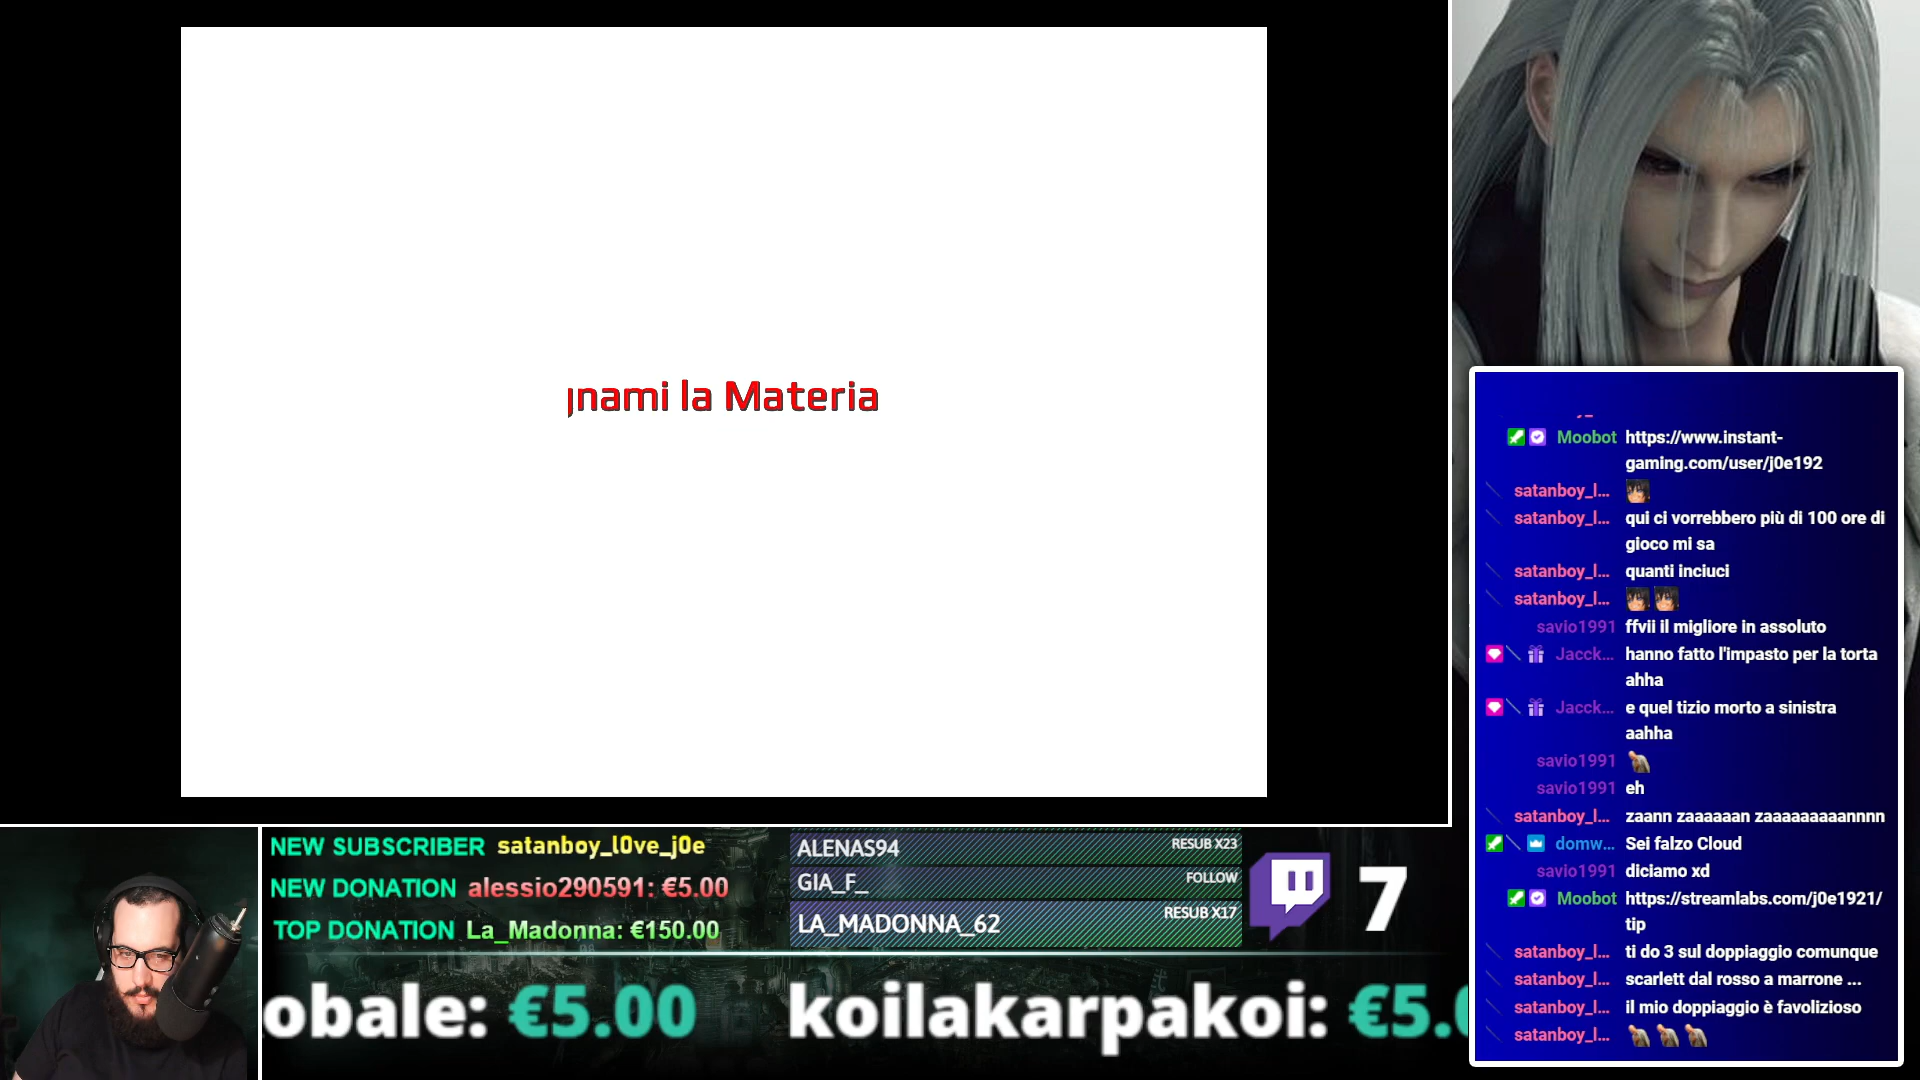 gnami la Materia
Moobot https://www.instant-
gaming.com/user/j0e192
satanboy_l...
satanboy_l... qui ci vorrebbero più di 100 ore di
gioco mi sa
satanboy_l... quanti inciuci
satanboy_l...
savio1991 ffvii il migliore in assoluto
Jacck... hanno fatto l'impasto per la torta
ahha
Jacck... e quel tizio morto a sinistra
aahha
savio1991
savio1991 eh
satanboy_l... zaann zaaaaaan zaaaaaaaaannnn
domw... Sei falzo Cloud
savio1991 diciamo xd
Moobot https://streamlabs.com/j0e1921/
tip
satanboy_l... ti do 3 sul doppiaggio comunque
satanboy_l... scarlett dal rosso a marrone ...
satanboy_l... il mio doppiaggio è favolizioso
satanboy_l...
NEW SUBSCRIBER satanboy_l0ve_j0e
NEW DONATION alessio290591: €5.00
TOP DONATION La_Madonna: €150.00
ALENAS94 RESUB X23
GIA_F_ FOLLOW
LA_MADONNA_62 RESUB X17
7
obale: €5.00 koilakarpakoi: €5.